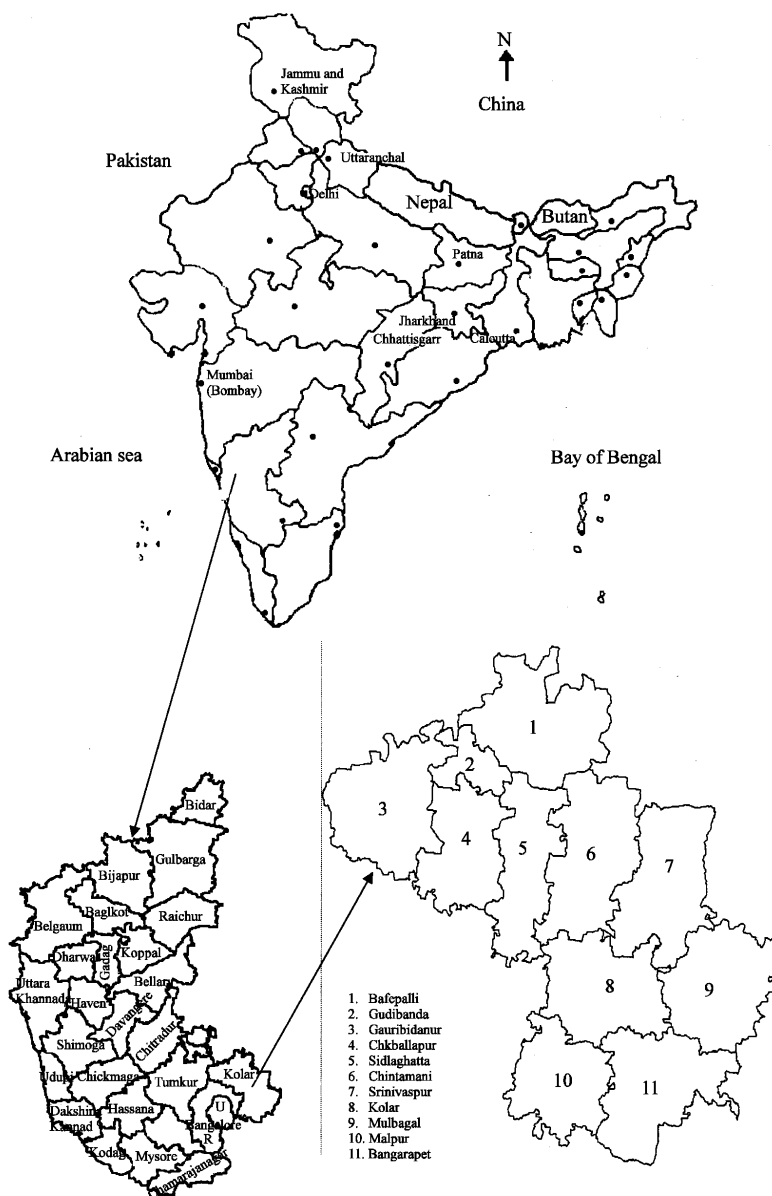 N
China
Jammu and
Kashmir
Pakistan
Uttaranchal
Delhi
Nepal
Butan
Patna
Jharkhand
Chhattisgarr
Calcutta
Mumbai
(Bombay)
Arabian sea
Bay of Bengal
Bidar
Gulbarga
Bijapur
Baglkot
Raichur
Belgaum
Dharwal
Gadag
Koppal
Bellary
Uttara
Khannada
Haven
Davangere
Chitradur
Shimoga
Udupi
Chickmaga
Tumkur
Kolar
Dakshina
Kannad
Hassana
U
Bangalore
R
Kodag
Mysore
Chamarajanagar
1
2
3
4
5
6
7
8
9
10
11
1. Bafepalli
2. Gudibanda
3. Gauribidanur
4. Chkballapur
5. Sidlaghatta
6. Chintamani
7. Srinivaspur
8. Kolar
9. Mulbagal
10. Malpur
11. Bangarapet